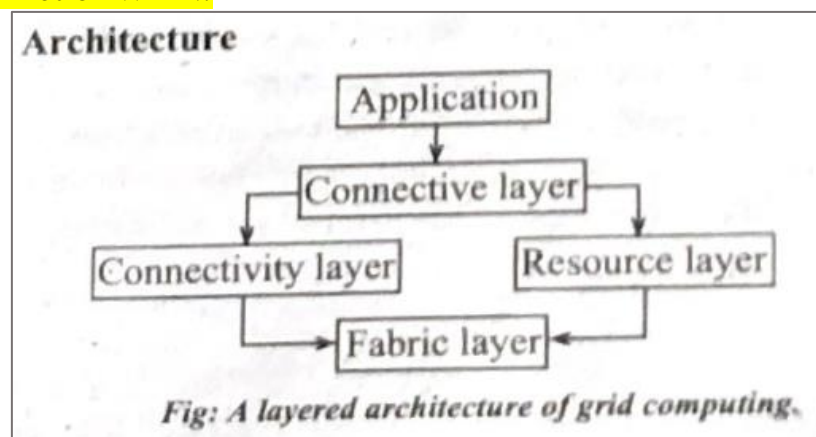 Architecture
Application
Connective layer
Connectivity layer
Resource layer
Fabric layer
Fig: A layered architecture of grid computing.